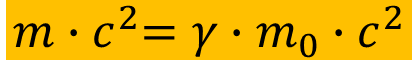 m · c² = γ · m₀ · c²